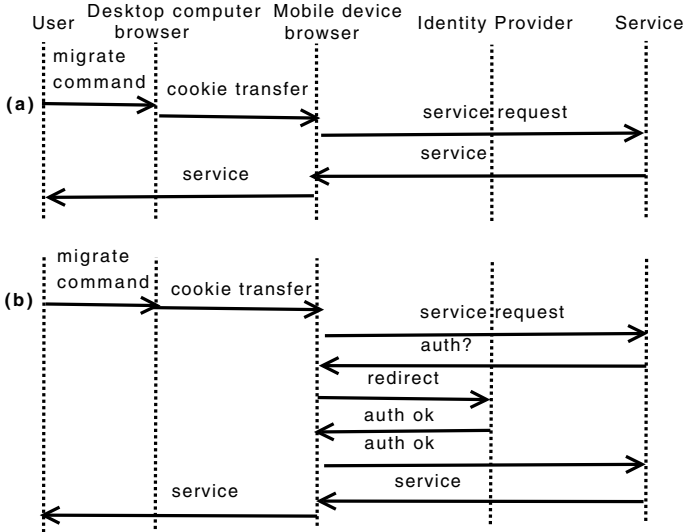 User
Desktop computer
browser
Mobile device
browser
Identity Provider
Service
migrate
command
(a)
cookie transfer
service request
service
service
migrate
command
(b)
cookie transfer
service request
auth?
redirect
auth ok
auth ok
service
service